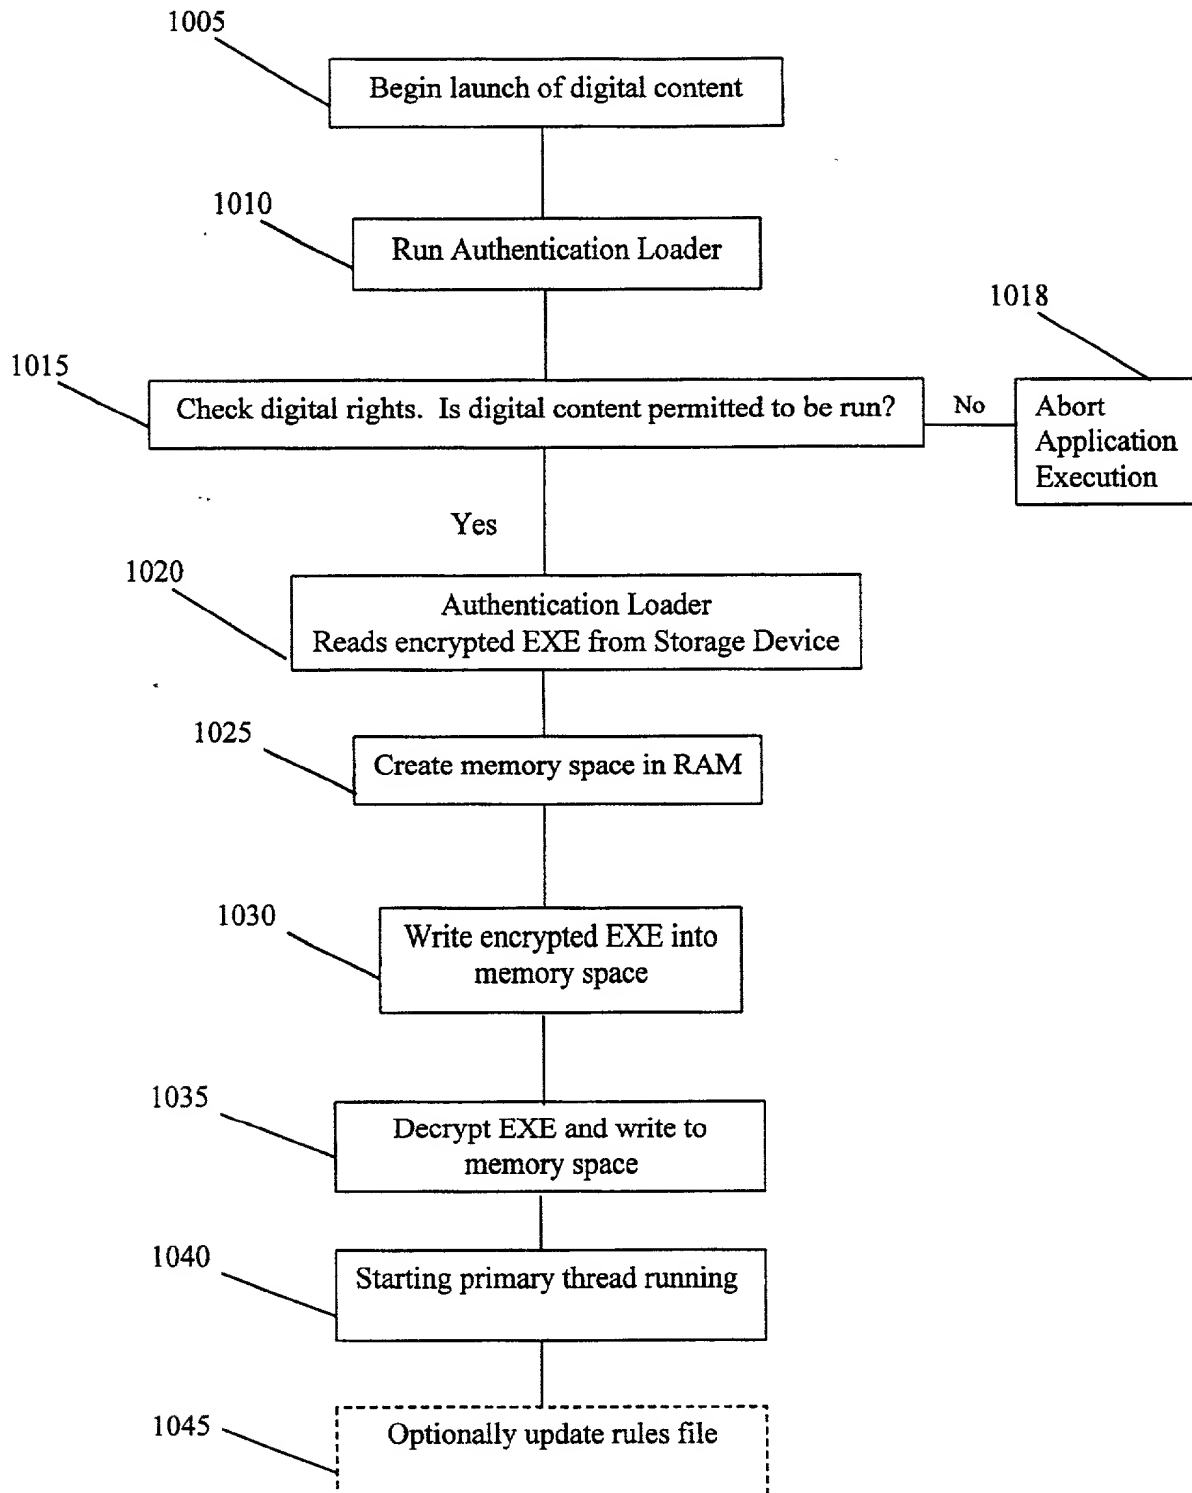 1005
Begin launch of digital content
1010
Run Authentication Loader
1018
1015
Check digital rights. Is digital content permitted to be run?
No
Abort
Application
Execution
Yes
1020
Authentication Loader
Reads encrypted EXE from Storage Device
1025
Create memory space in RAM
1030
Write encrypted EXE into
memory space
1035
Decrypt EXE and write to
memory space
1040
Starting primary thread running
1045
Optionally update rules file